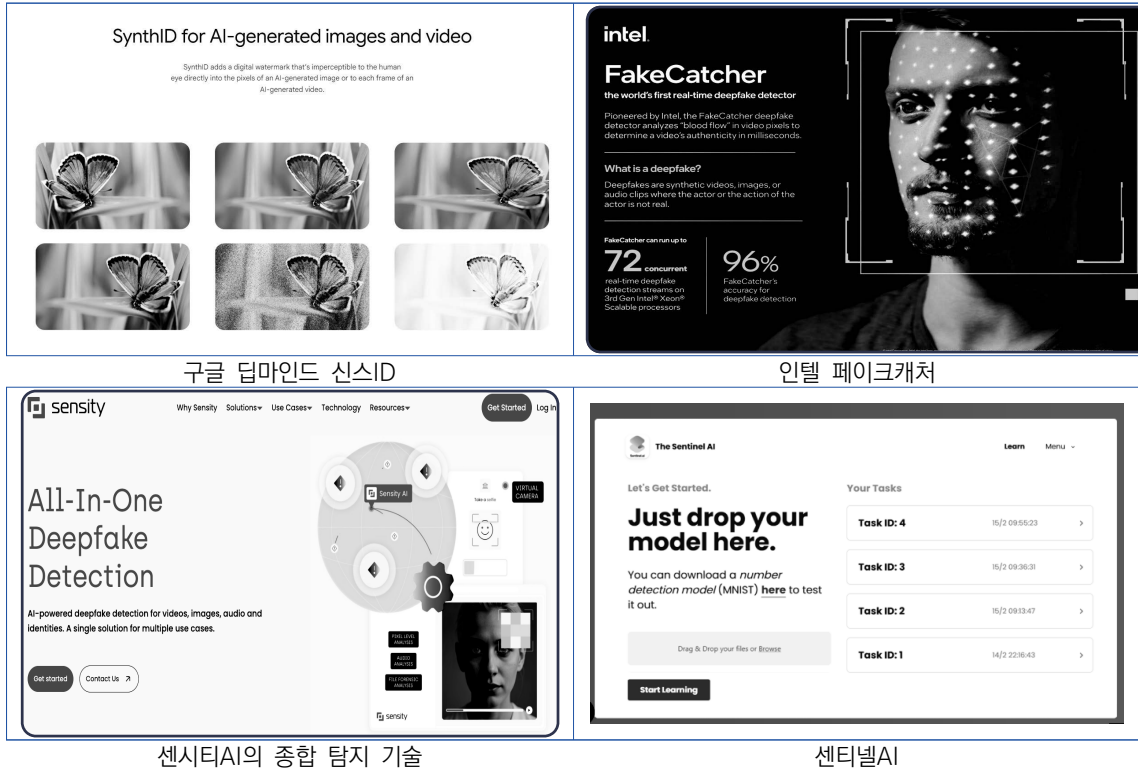 SynthID for AI-generated images and video
SynthID adds a digital watermark that's imperceptible to the human
eye directly into the pixels of an AI-generated image or to each frame of an
AI-generated video.
intel.
FakeCatcher
the world's first real-time deepfake detector
Pioneered by Intel, the FakeCatcher deepfake
detector analyzes "blood flow" in video pixels to
determine a video's authenticity in milliseconds.
What is a deepfake?
Deepfakes are synthetic videos, images, or
audio clips where the actor or the action of the
actor is not real.
FakeCatcher can run up to
72 concurrent
real-time deepfake
detection streams on
3rd Gen Intel® Xeon®
Scalable processors
96%
FakeCatcher's
accuracy for
deepfake detection
구글 딥마인드 신스ID
인텔 페이크캐처
sensity
Why Sensity Solutions Use Cases Technology Resources Get Started Log In
All-In-One
Deepfake
Detection
AI-powered deepfake detection for videos, images, audio and
identities. A single solution for multiple use cases.
Get started Contact Us
Sensity AI
Take a selfie
VIRTUAL
CAMERA
PIXEL LEVEL
ANALYSIS
AUDIO
ANALYSIS
FILE FORENSIC
ANALYSIS
sensity
The Sentinel AI
Learn Menu
Let's Get Started.
Just drop your
model here.
You can download a number
detection model (MNIST) here to test
it out.
Drag & Drop your files or Browse
Start Learning
Your Tasks
Task ID: 4 15/2 09:55:23
Task ID: 3 15/2 09:36:31
Task ID: 2 15/2 09:13:47
Task ID: 1 14/2 22:16:43
센시티AI의 종합 탐지 기술
센티넬AI